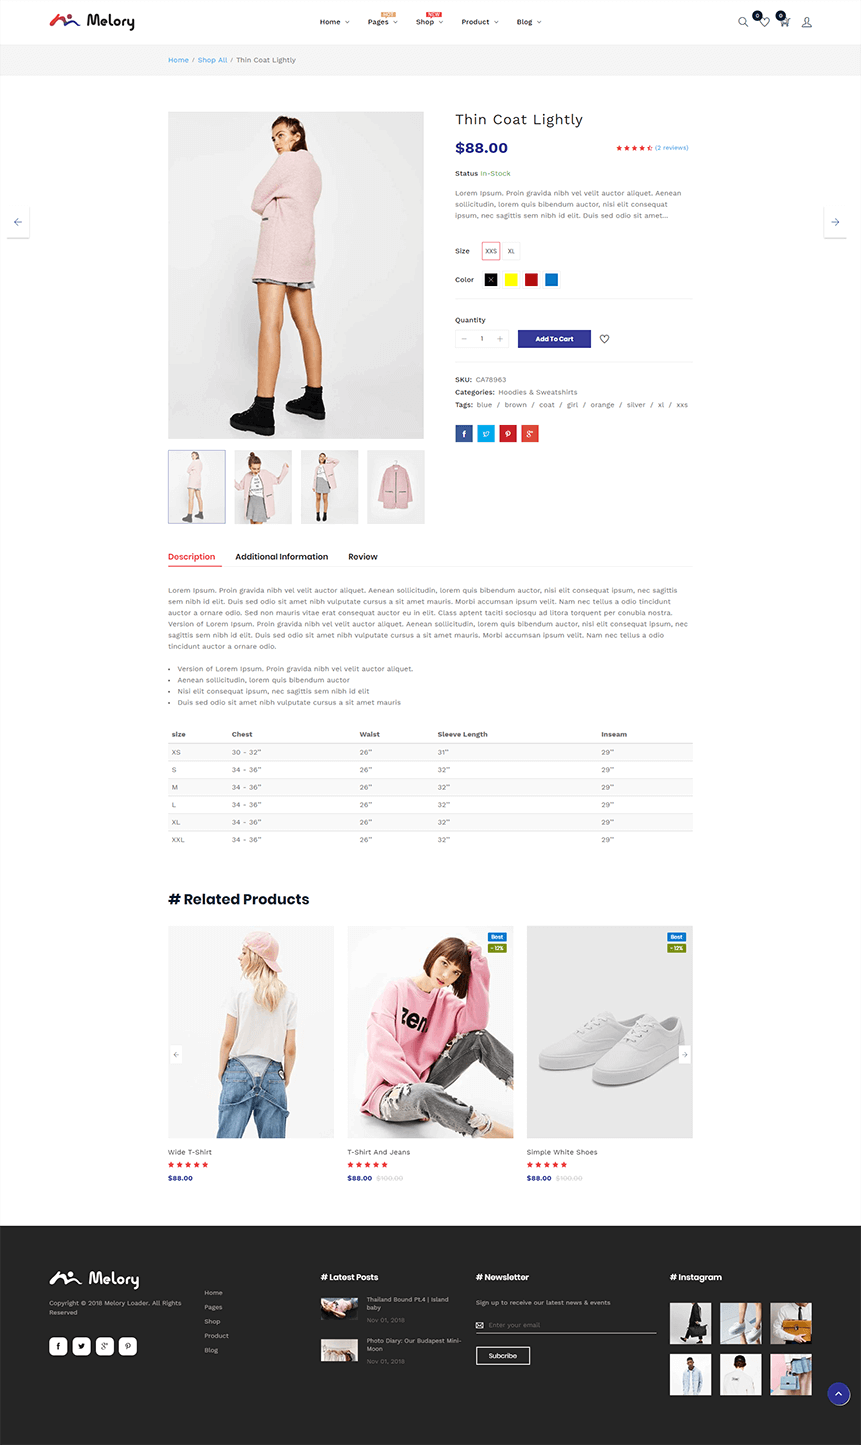 Melory
HOT
NEW
Home
Pages
Shop
Product
Blog
0
0
Home / Shop All / Thin Coat Lightly
Thin Coat Lightly
$88.00
(2 reviews)
Status In-Stock
Lorem Ipsum. Proin gravida nibh vel velit auctor aliquet. Aenean
sollicitudin, lorem quis bibendum auctor, nisi elit consequat
ipsum, nec sagittis sem nibh id elit. Duis sed odio sit amet...
Size XXS XL
Color
Quantity
− 1 + Add To Cart
SKU: CA78963
Categories: Hoodies & Sweatshirts
Tags: blue / brown / coat / girl / orange / silver / xl / xxs
Description Additional Information Review
Lorem Ipsum. Proin gravida nibh vel velit auctor aliquet. Aenean sollicitudin, lorem quis bibendum auctor, nisi elit consequat ipsum, nec sagittis
sem nibh id elit. Duis sed odio sit amet nibh vulputate cursus a sit amet mauris. Morbi accumsan ipsum velit. Nam nec tellus a odio tincidunt
auctor a ornare odio. Sed non mauris vitae erat consequat auctor eu in elit. Class aptent taciti sociosqu ad litora torquent per conubia nostra.
Version of Lorem Ipsum. Proin gravida nibh vel velit auctor aliquet. Aenean sollicitudin, lorem quis bibendum auctor, nisi elit consequat ipsum, nec
sagittis sem nibh id elit. Duis sed odio sit amet nibh vulputate cursus a sit amet mauris. Morbi accumsan ipsum velit. Nam nec tellus a odio
tincidunt auctor a ornare odio.
• Version of Lorem Ipsum. Proin gravida nibh vel velit auctor aliquet.
• Aenean sollicitudin, lorem quis bibendum auctor
• Nisi elit consequat ipsum, nec sagittis sem nibh id elit
• Duis sed odio sit amet nibh vulputate cursus a sit amet mauris
size Chest Waist Sleeve Length Inseam
XS 30 - 32" 26" 31" 29"
S 34 - 36" 26" 32" 29"
M 34 - 36" 26" 32" 29"
L 34 - 36" 26" 32" 29"
XL 34 - 36" 26" 32" 29"
XXL 34 - 36" 26" 32" 29"
# Related Products
Best
- 12%
zen
Best
- 12%
Wide T-Shirt
$88.00
T-Shirt And Jeans
$88.00 $100.00
Simple White Shoes
$88.00 $100.00
Melory
Copyright © 2018 Melory Loader. All Rights
Reserved
Home
Pages
Shop
Product
Blog
# Latest Posts
Thailand Bound Pt.4 | Island
baby
Nov 01, 2018
Photo Diary: Our Budapest Mini-
Moon
Nov 01, 2018
# Newsletter
Sign up to receive our latest news & events
Enter your email
Subcribe
# Instagram